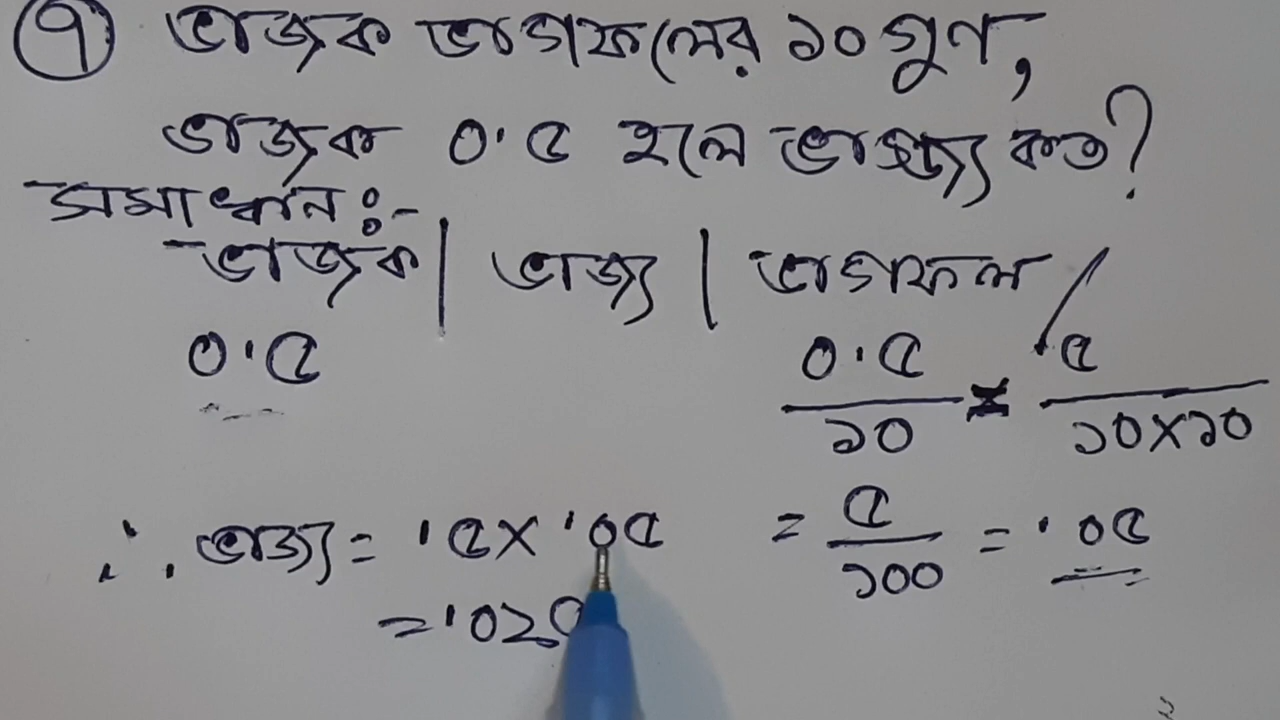 ৭ ভাজক ভাগফলের ১০ গুণ,
ভাজক ০.৫ হলে ভাজ্য কত?
সমাধান:-
ভাজক | ভাজ্য | ভাগফল
০.৫ ০.৫/১০ = ৫/১০×১০
= ৫/১০০ = .০৫
∴ ভাজ্য = .৫×.০৫
= .০২